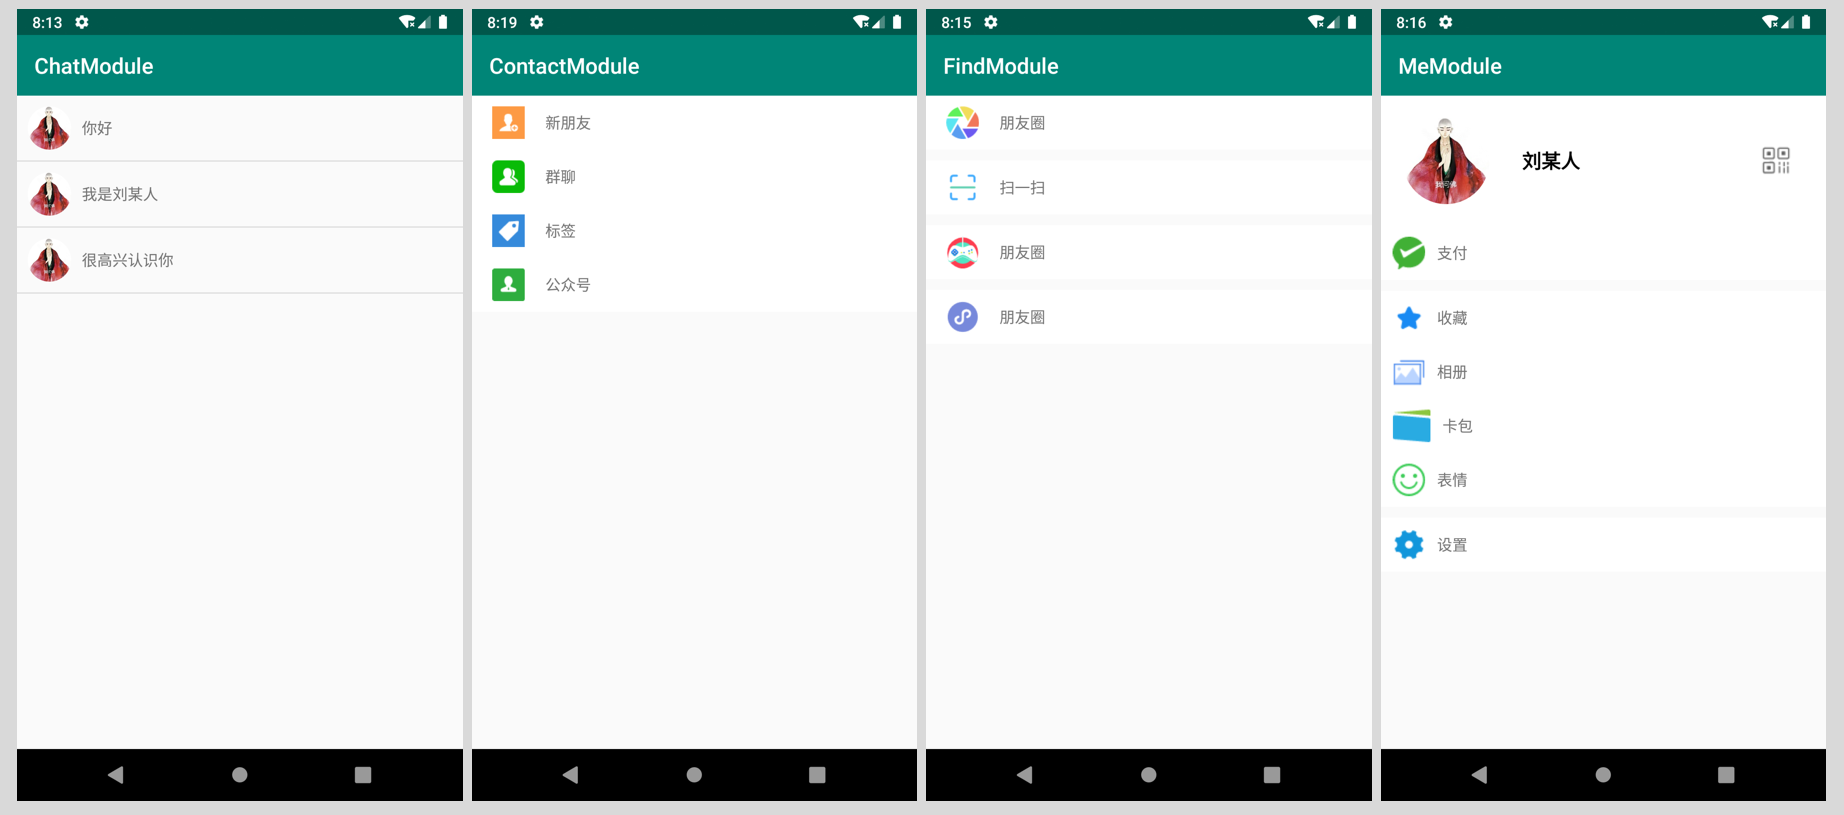 8:13
ChatModule
你好
我是刘某人
很高兴认识你
8:19
ContactModule
新朋友
群聊
标签
公众号
8:15
FindModule
朋友圈
扫一扫
朋友圈
朋友圈
8:16
MeModule
刘某人
支付
收藏
相册
卡包
表情
设置